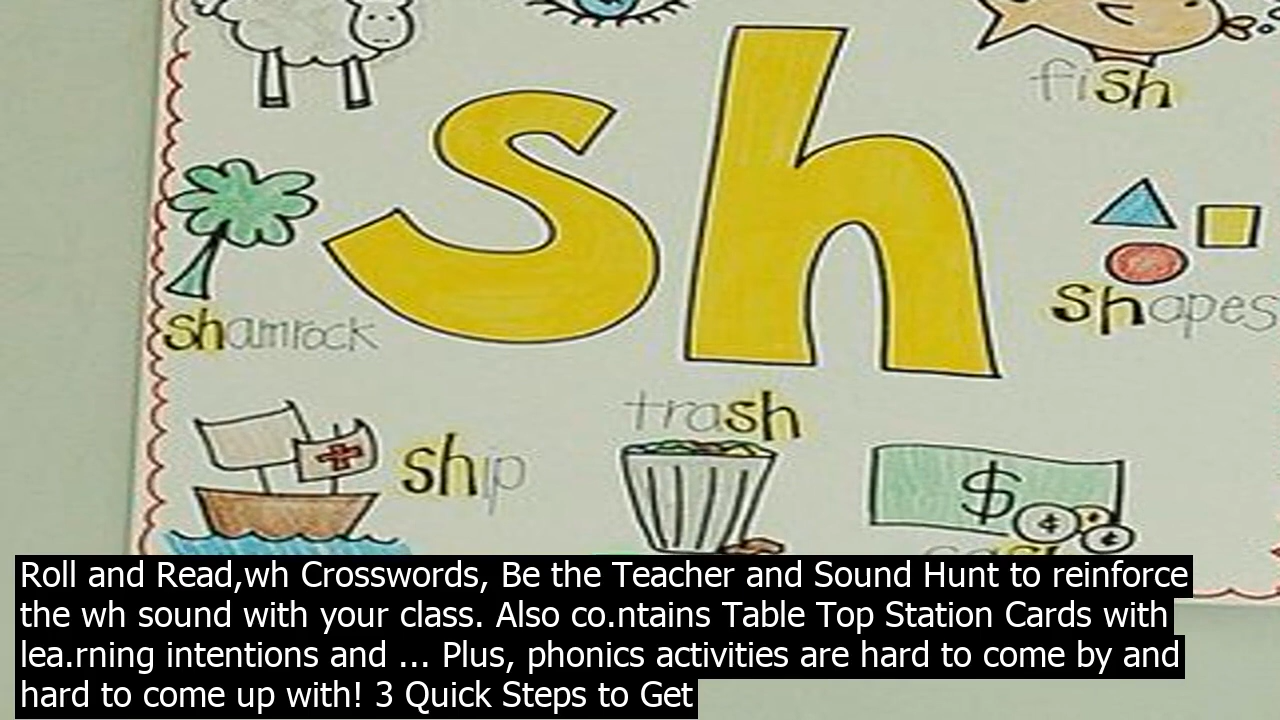 fish
sh
shapes
shamrock
trash
ship
$
Roll and Read,wh Crosswords, Be the Teacher and Sound Hunt to reinforce
the wh sound with your class. Also co.ntains Table Top Station Cards with
lea.rning intentions and ... Plus, phonics activities are hard to come by and
hard to come up with! 3 Quick Steps to Get